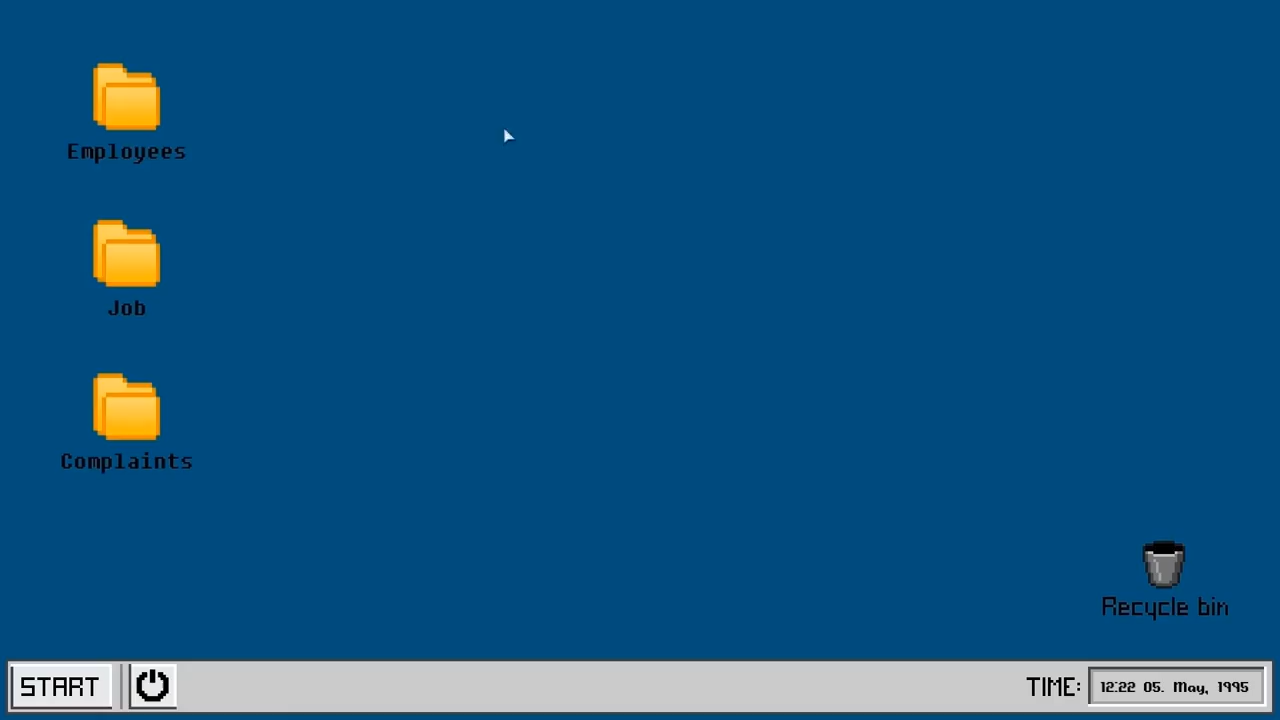 Employees
Job
Complaints
Recycle bin
START
TIME: 12:22 05. May, 1995